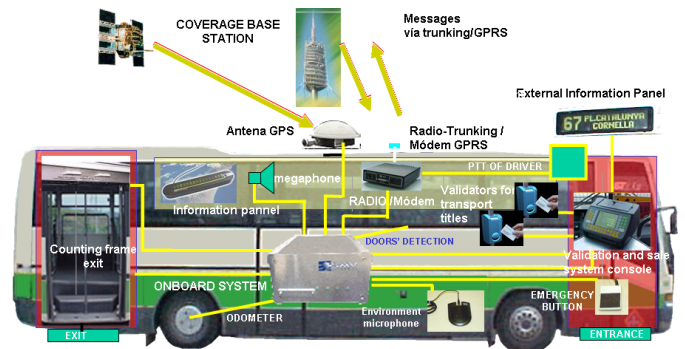 COVERAGE BASE
STATION
Messages
vía trunking/GPRS
External Information Panel
67 PL.CATALUNYA
CORNELLA
Antena GPS
Radio-Trunking /
Módem GPRS
PTT OF DRIVER
megaphone
Information pannel
RADIO /Módem
Validators for
transport
titles
Counting frame
exit
DOORS' DETECTION
Validation and sale
system console
ONBOARD SYSTEM
EMERGENCY
BUTTON
ODOMETER
Environment
microphone
EXIT
ENTRANCE